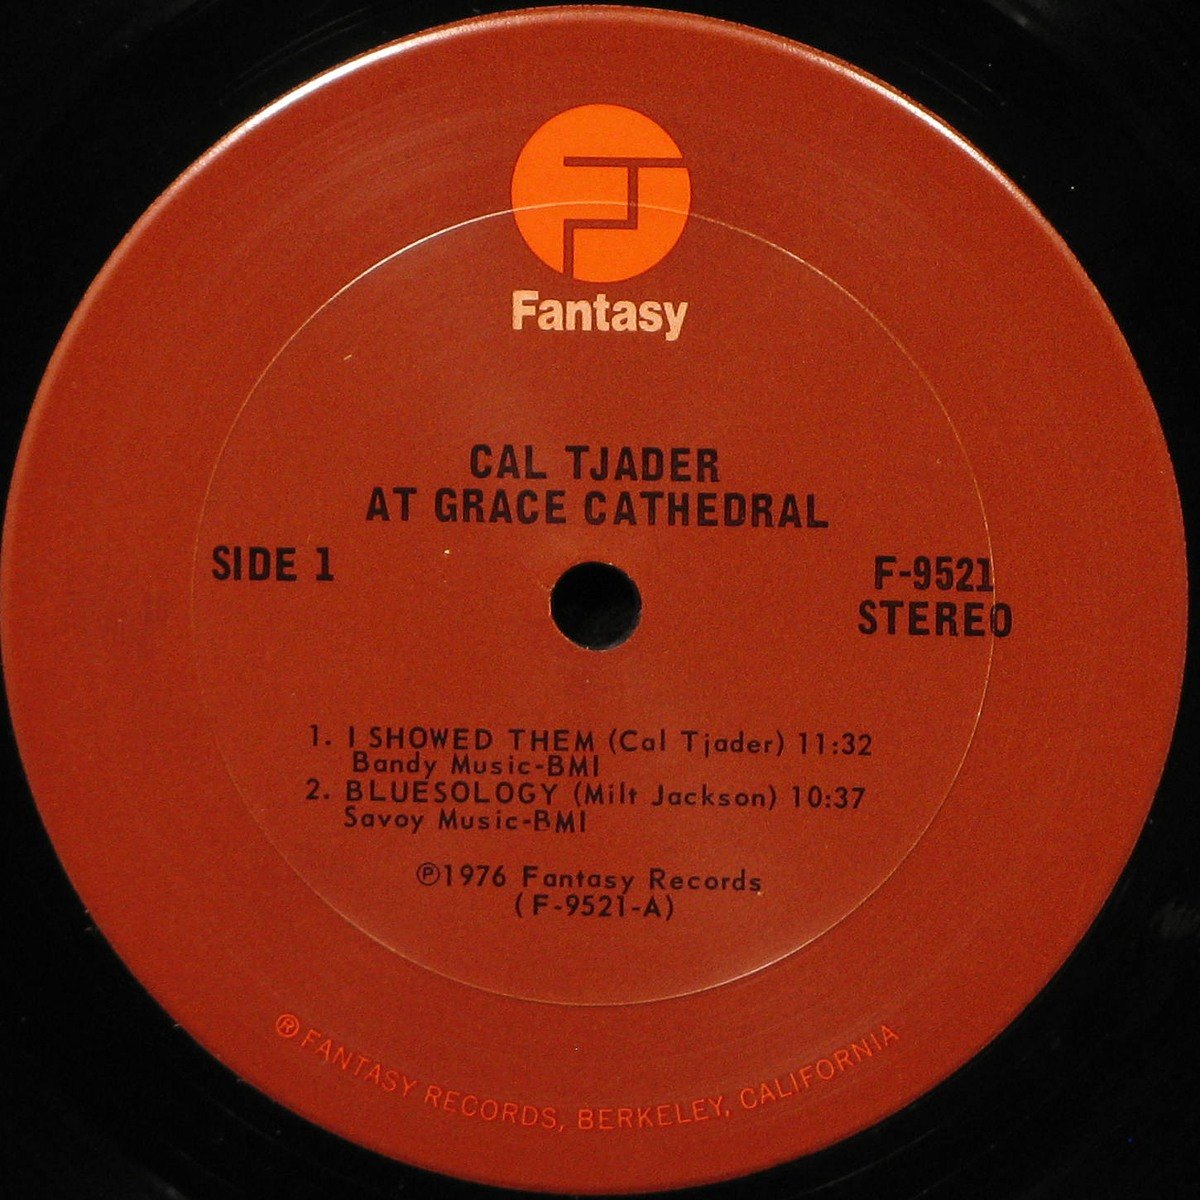 Fantasy
CAL TJADER
AT GRACE CATHEDRAL
SIDE 1
F-9521
STEREO
1. I SHOWED THEM (Cal Tjader) 11:32
Bandy Music-BMI
2. BLUESOLOGY (Milt Jackson) 10:37
Savoy Music-BMI
℗1976 Fantasy Records
(F-9521-A)
® FANTASY RECORDS, BERKELEY, CALIFORNIA